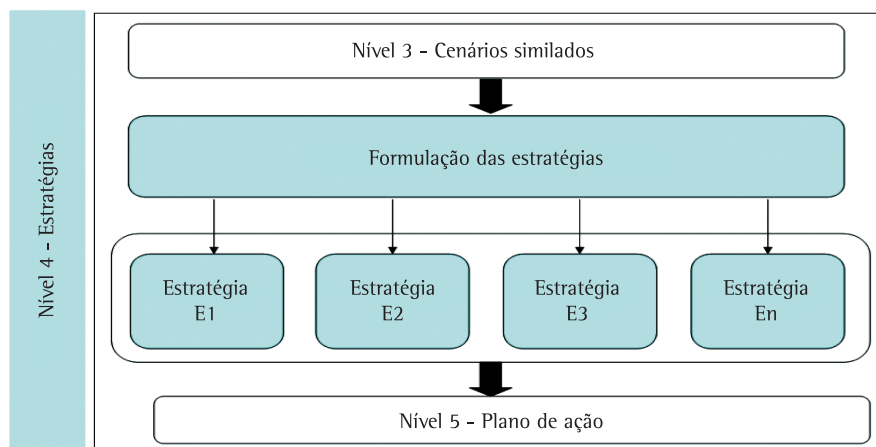 Nível 4 - Estratégias
Nível 3 - Cenários similados
Formulação das estratégias
Estratégia
E1
Estratégia
E2
Estratégia
E3
Estratégia
En
Nível 5 - Plano de ação